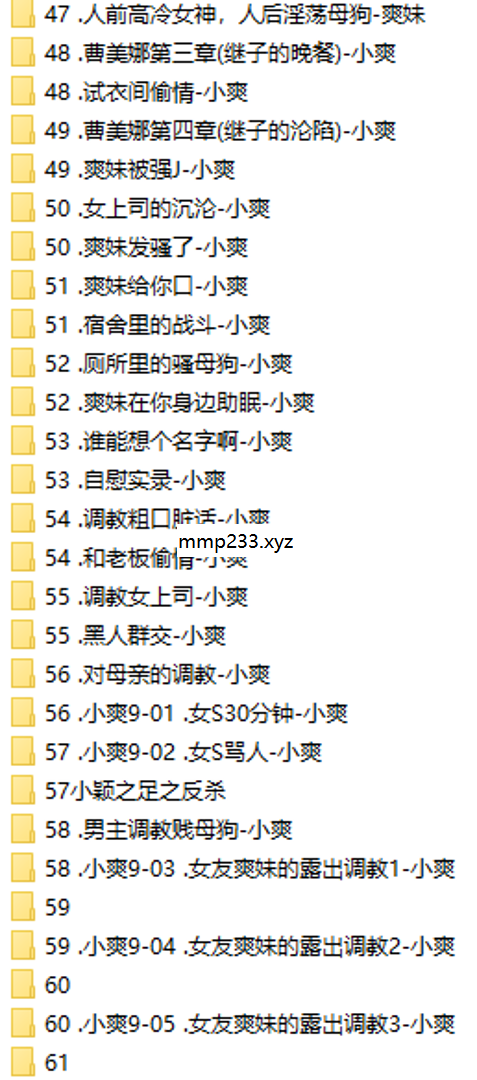 47 .人前高冷女神，人后淫荡母狗-爽妹
48 .曹美娜第三章(继子的晚餐)-小爽
48 .试衣间偷情-小爽
49 .曹美娜第四章(继子的沦陷)-小爽
49 .爽妹被强J-小爽
50 .女上司的沉沦-小爽
50 .爽妹发骚了-小爽
51 .爽妹给你口-小爽
51 .宿舍里的战斗-小爽
52 .厕所里的骚母狗-小爽
52 .爽妹在你身边助眠-小爽
53 .谁能想个名字啊-小爽
53 .自慰实录-小爽
54 .调教粗口脏话-小爽
mmp233.xyz
54 .和老板偷情-小爽
55 .调教女上司-小爽
55 .黑人群交-小爽
56 .对母亲的调教-小爽
56 .小爽9-01 .女S30分钟-小爽
57 .小爽9-02 .女S骂人-小爽
57小颖之足之反杀
58 .男主调教贱母狗-小爽
58 .小爽9-03 .女友爽妹的露出调教1-小爽
59
59 .小爽9-04 .女友爽妹的露出调教2-小爽
60
60 .小爽9-05 .女友爽妹的露出调教3-小爽
61